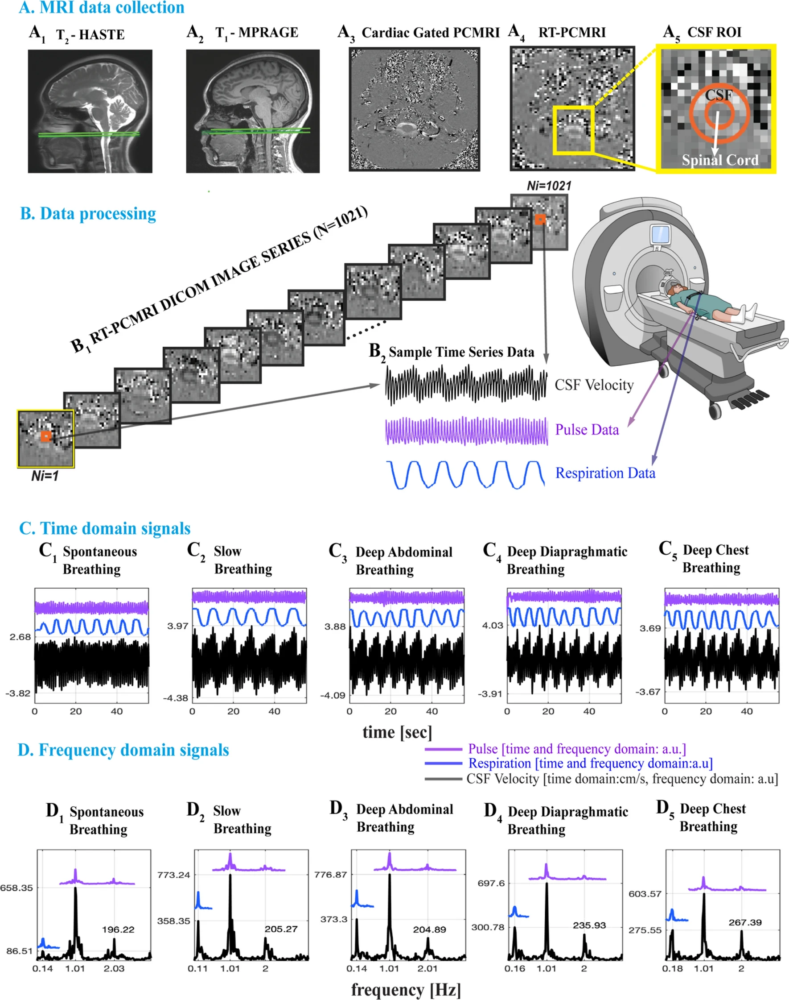 A. MRI data collection
A1 T2 - HASTE
A2 T1 - MPRAGE
A3 Cardiac Gated PCMRI
A4 RT-PCMRI
A5 CSF ROI
CSF
Spinal Cord
Ni=1021
B. Data processing
B1 RT-PCMRI DICOM IMAGE SERIES (N=1021)
B2 Sample Time Series Data
CSF Velocity
Pulse Data
Respiration Data
Ni=1
C. Time domain signals
C1 Spontaneous
Breathing
C2 Slow
Breathing
C3 Deep Abdominal
Breathing
C4 Deep Diapraghmatic
Breathing
C5 Deep Chest
Breathing
2.68
-3.82
0 20 40
3.97
-4.38
0 20 40
3.88
-4.09
0 20 40
4.03
-3.91
0 20 40
3.69
-3.67
0 20 40
time [sec]
D. Frequency domain signals
Pulse [time and frequency domain: a.u.]
Respiration [time and frequency domain:a.u]
CSF Velocity [time domain:cm/s, frequency domain: a.u]
D1 Spontaneous
Breathing
D2 Slow
Breathing
D3 Deep Abdominal
Breathing
D4 Deep Diapraghmatic
Breathing
D5 Deep Chest
Breathing
658.35
196.22
86.51
0.14 1.01 2.03
773.24
358.35
205.27
0.11 1.01 2
776.87
373.3
204.89
0.14 1.01 2.01
697.6
300.78
235.93
0.16 1.01 2
603.57
275.55
267.39
0.18 1.01 2
frequency [Hz]